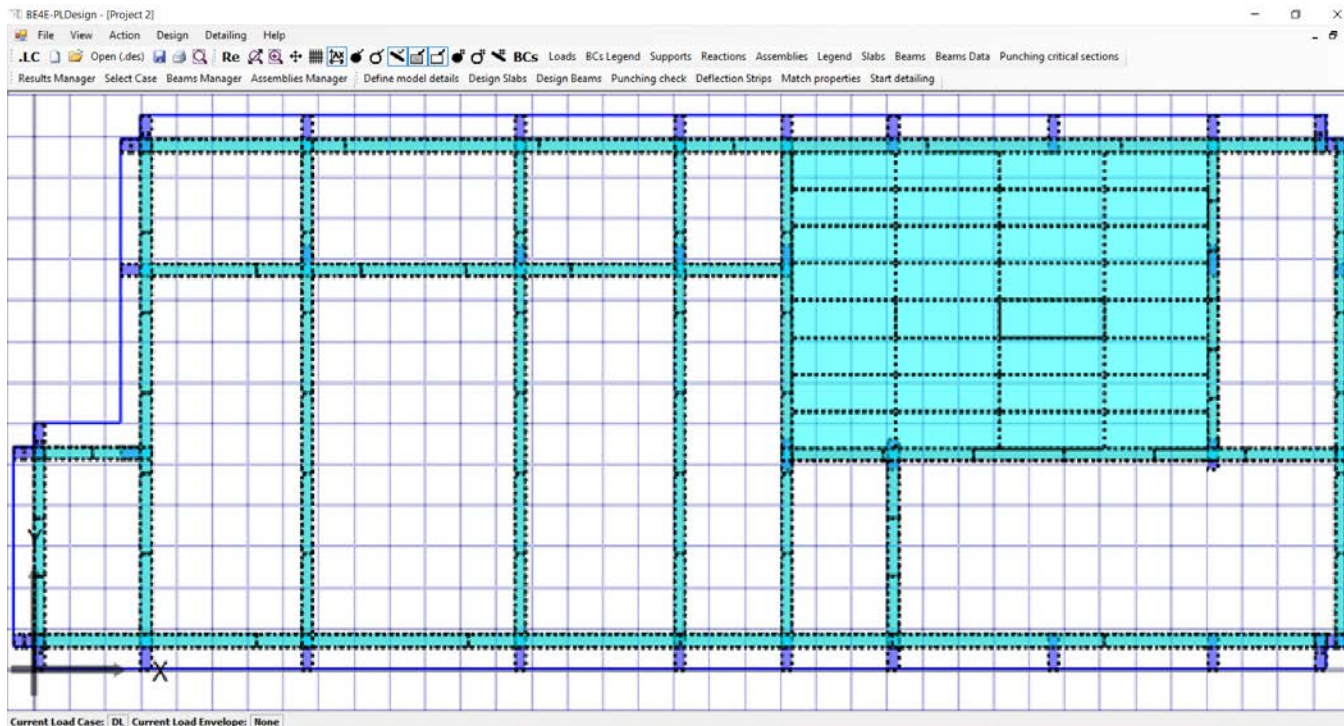 BE4E-PLDesign - [Project 2]
File View Action Design Detailing Help
.LC Open (.des) Re AX BCs Loads BCs Legend Supports Reactions Assemblies Legend Slabs Beams Beams Data Punching critical sections
Results Manager Select Case Beams Manager Assemblies Manager Define model details Design Slabs Design Beams Punching check Deflection Strips Match properties Start detailing
Y
X
Current Load Case: DL Current Load Envelope: None